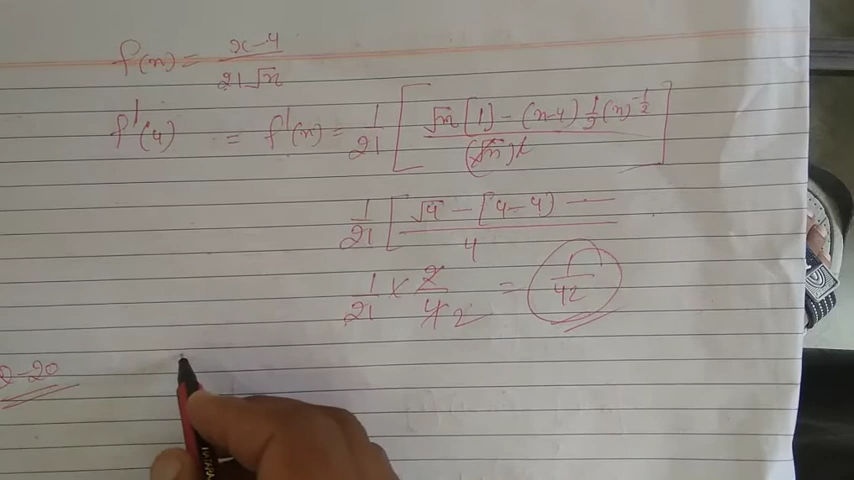 f(x) = x-4 / 21√x
f'(4) = f'(x) = 1/21 [ √x [1] - (x-4) 1/2 (x)^-1/2 / (√x)² ]
1/21 [ √4 - [4-4) --- / 4
1/21 × 2/4 2 = 1/42
Q-20